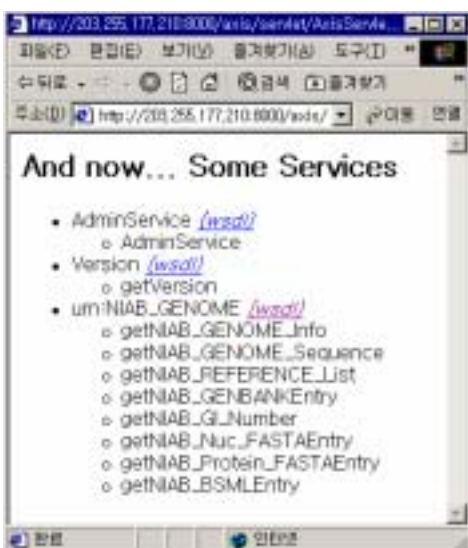 http://203.255.177.210:8000/axis/servlet/AxisServle...
파일(F) 편집(E) 보기(V) 즐겨찾기(A) 도구(T) »
뒤로 검색 즐겨찾기 »
주소(D) http://203.255.177.210:8000/axis/ 이동 연결
And now... Some Services
• AdminService (wsdl)
○ AdminService
• Version (wsdl)
○ getVersion
• urn:NIAB_GENOME (wsdl)
○ getNIAB_GENOME_Info
○ getNIAB_GENOME_Sequence
○ getNIAB_REFERENCE_List
○ getNIAB_GENBANKEntry
○ getNIAB_GI_Number
○ getNIAB_Nuc_FASTAEntry
○ getNIAB_Protein_FASTAEntry
○ getNIAB_BSMLEntry
완료 인터넷